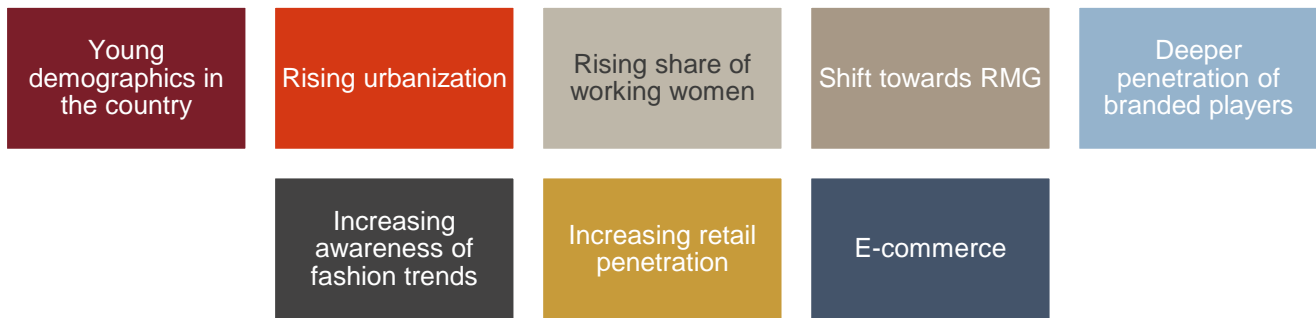 Young
demographics in
the country
Rising urbanization
Rising share of
working women
Shift towards RMG
Deeper
penetration of
branded players
Increasing
awareness of
fashion trends
Increasing retail
penetration
E-commerce